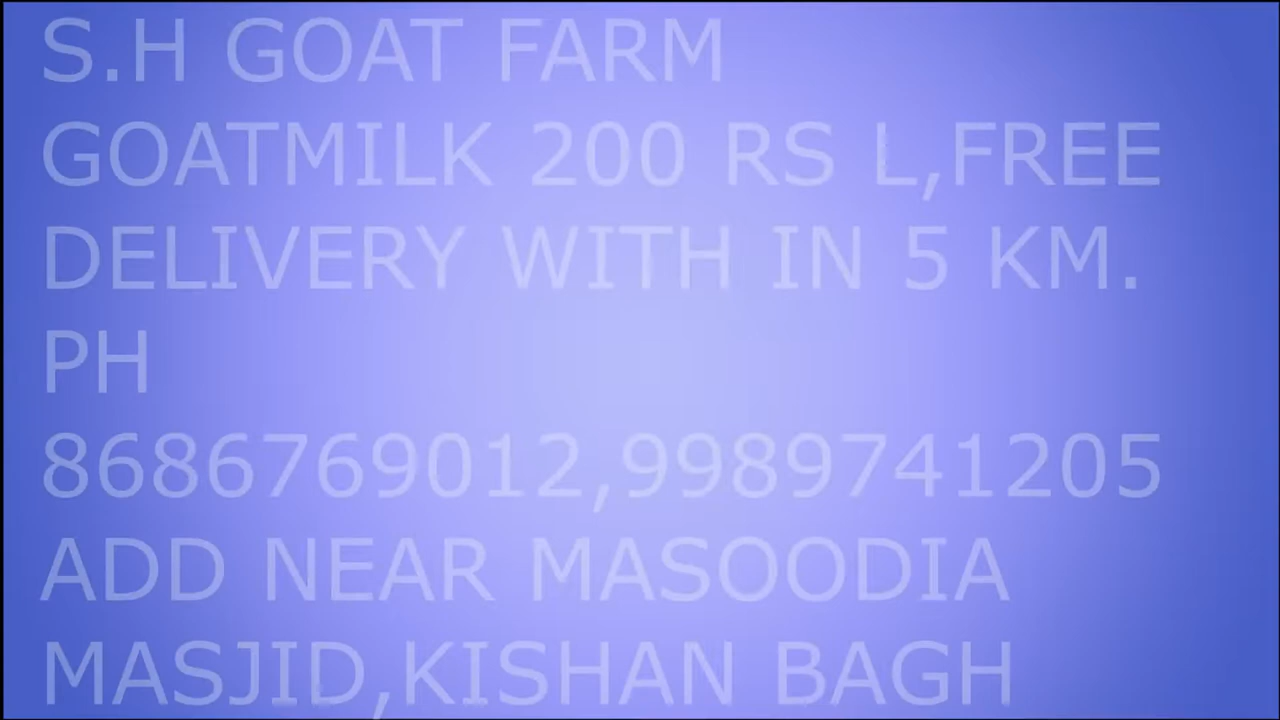 S.H GOAT FARM
GOATMILK 200 RS L,FREE
DELIVERY WITH IN 5 KM.
PH
8686769012,9989741205
ADD NEAR MASOODIA
MASJID,KISHAN BAGH